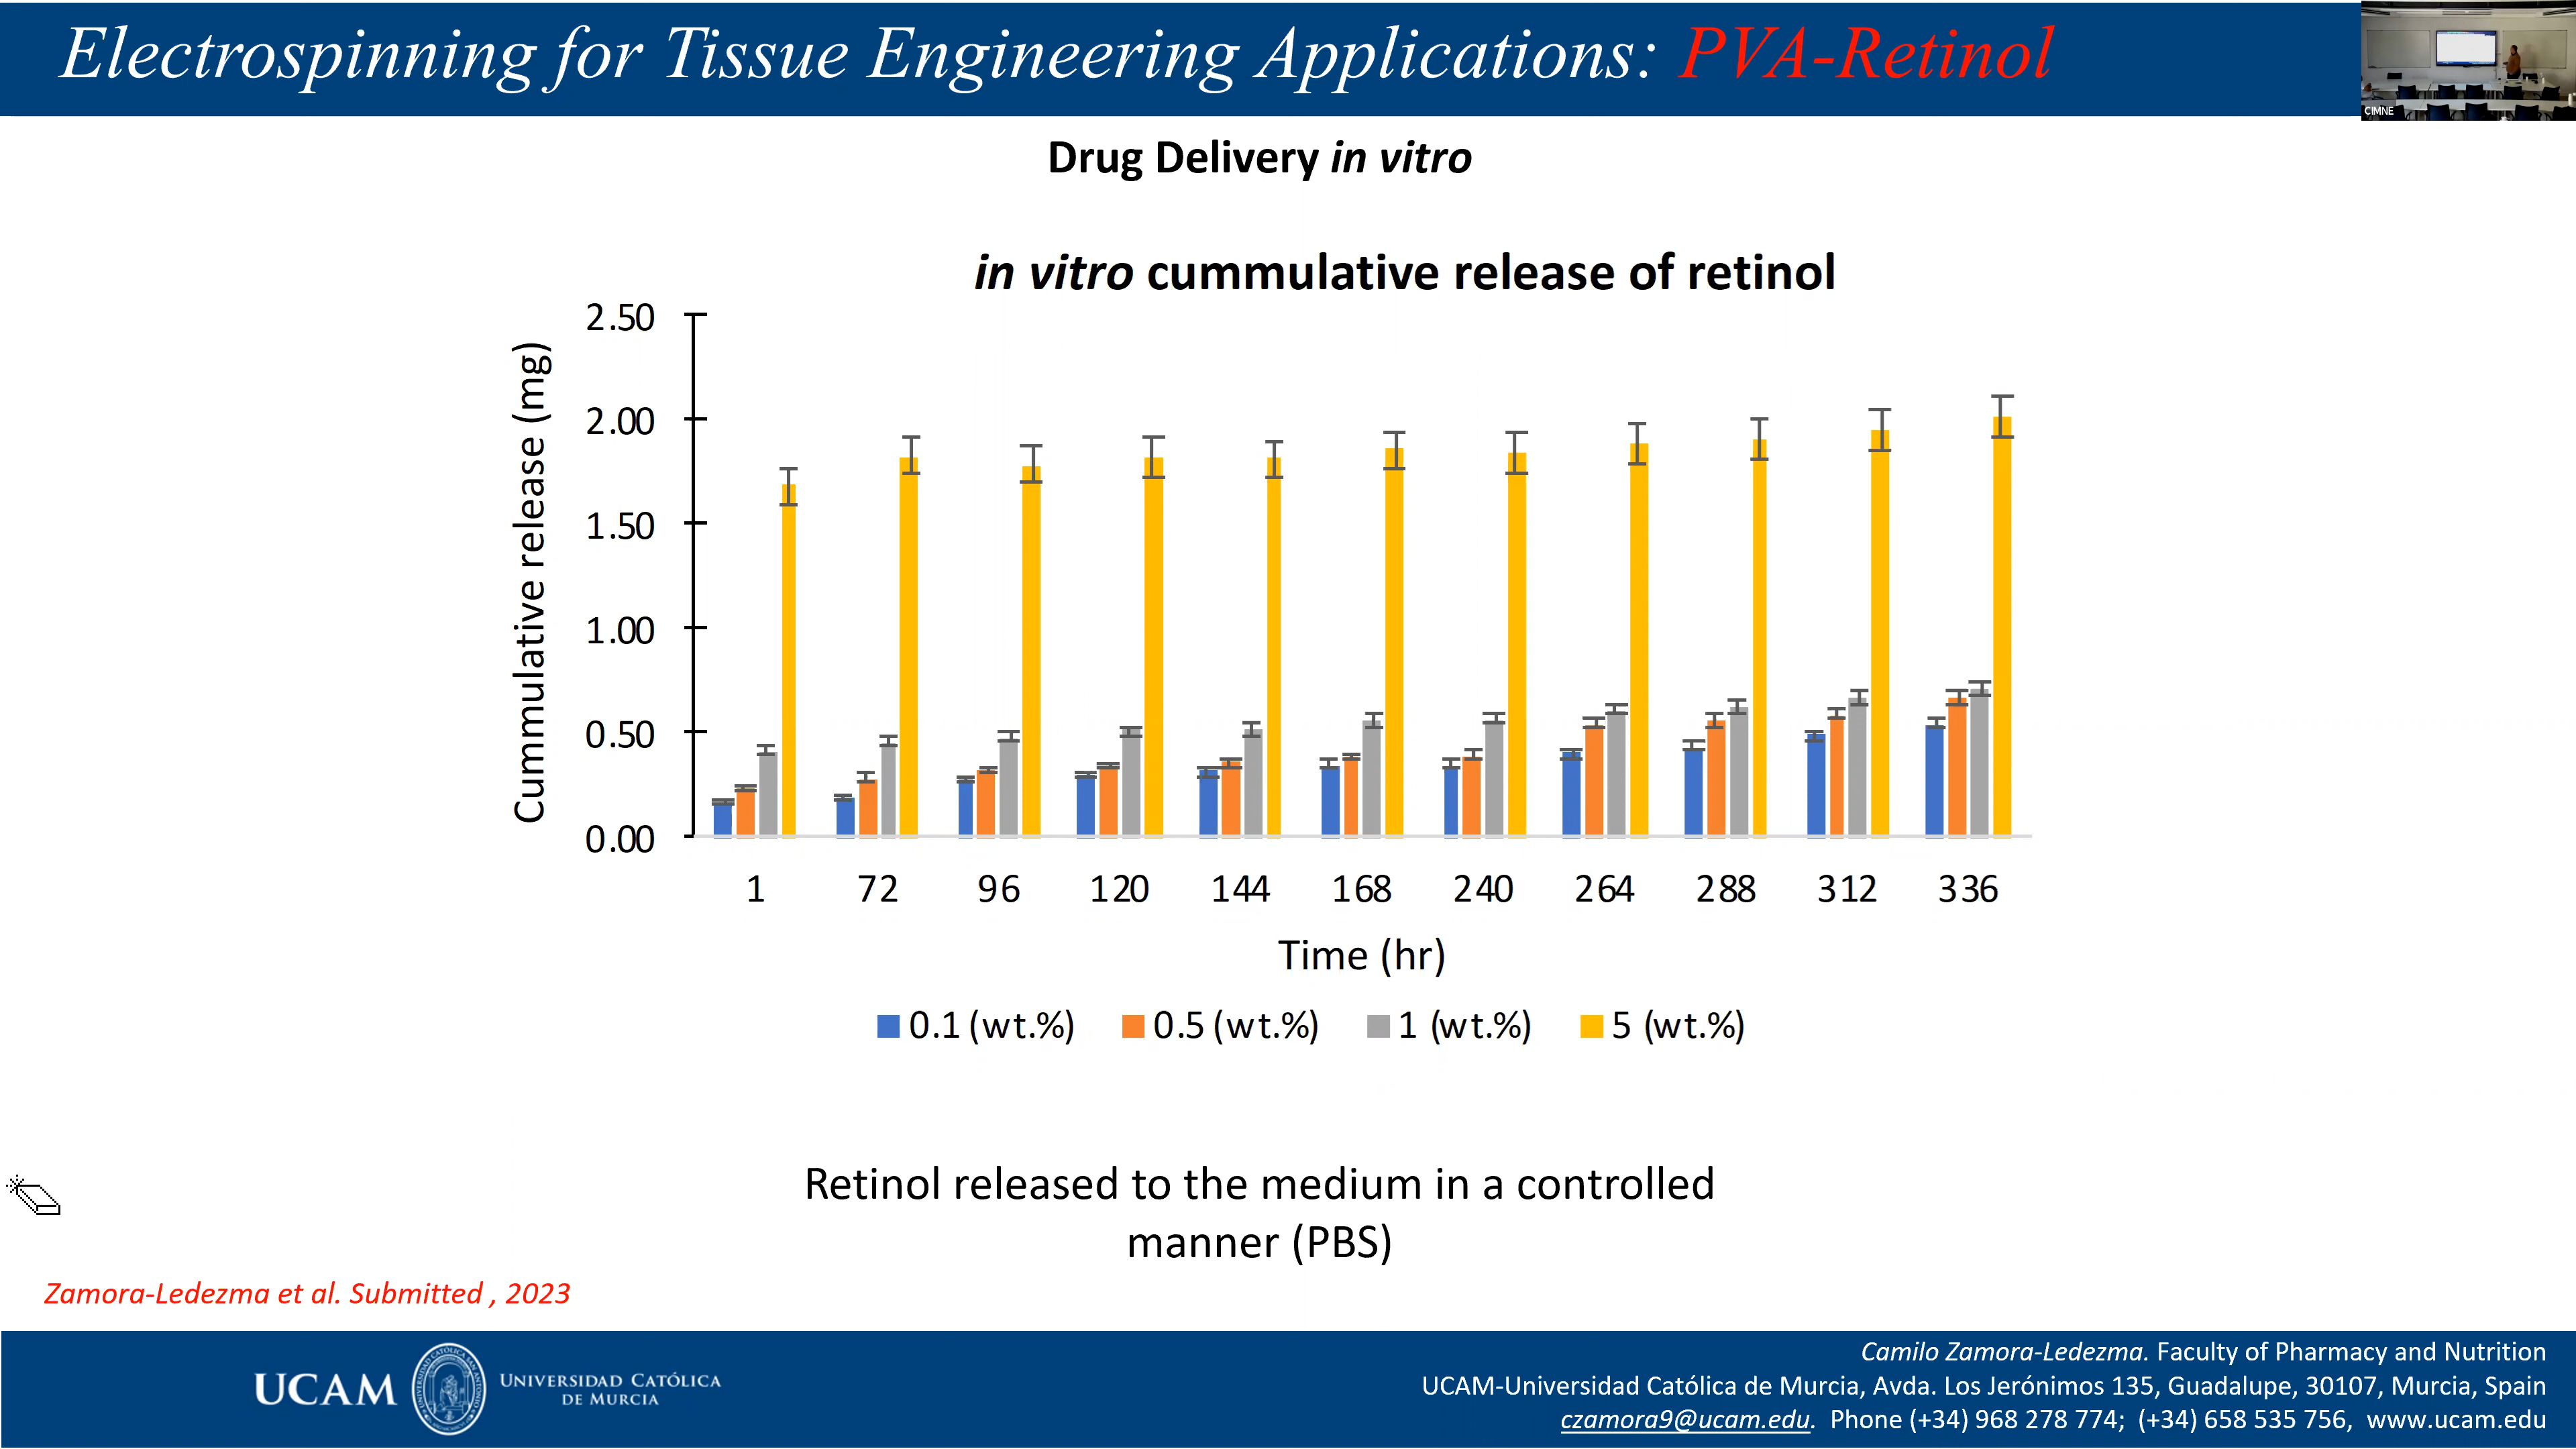 Electrospinning for Tissue Engineering Applications: PVA-Retinol
CIMNE
Drug Delivery in vitro
in vitro cummulative release of retinol
Cummulative release (mg)
2.50
2.00
1.50
1.00
0.50
0.00
1 72 96 120 144 168 240 264 288 312 336
Time (hr)
0.1 (wt.%) 0.5 (wt.%) 1 (wt.%) 5 (wt.%)
Retinol released to the medium in a controlled
manner (PBS)
Zamora-Ledezma et al. Submitted , 2023
UCAM
UNIVERSIDAD CATÓLICA
DE MURCIA
Camilo Zamora-Ledezma. Faculty of Pharmacy and Nutrition
UCAM-Universidad Católica de Murcia, Avda. Los Jerónimos 135, Guadalupe, 30107, Murcia, Spain
czamora9@ucam.edu. Phone (+34) 968 278 774; (+34) 658 535 756, www.ucam.edu